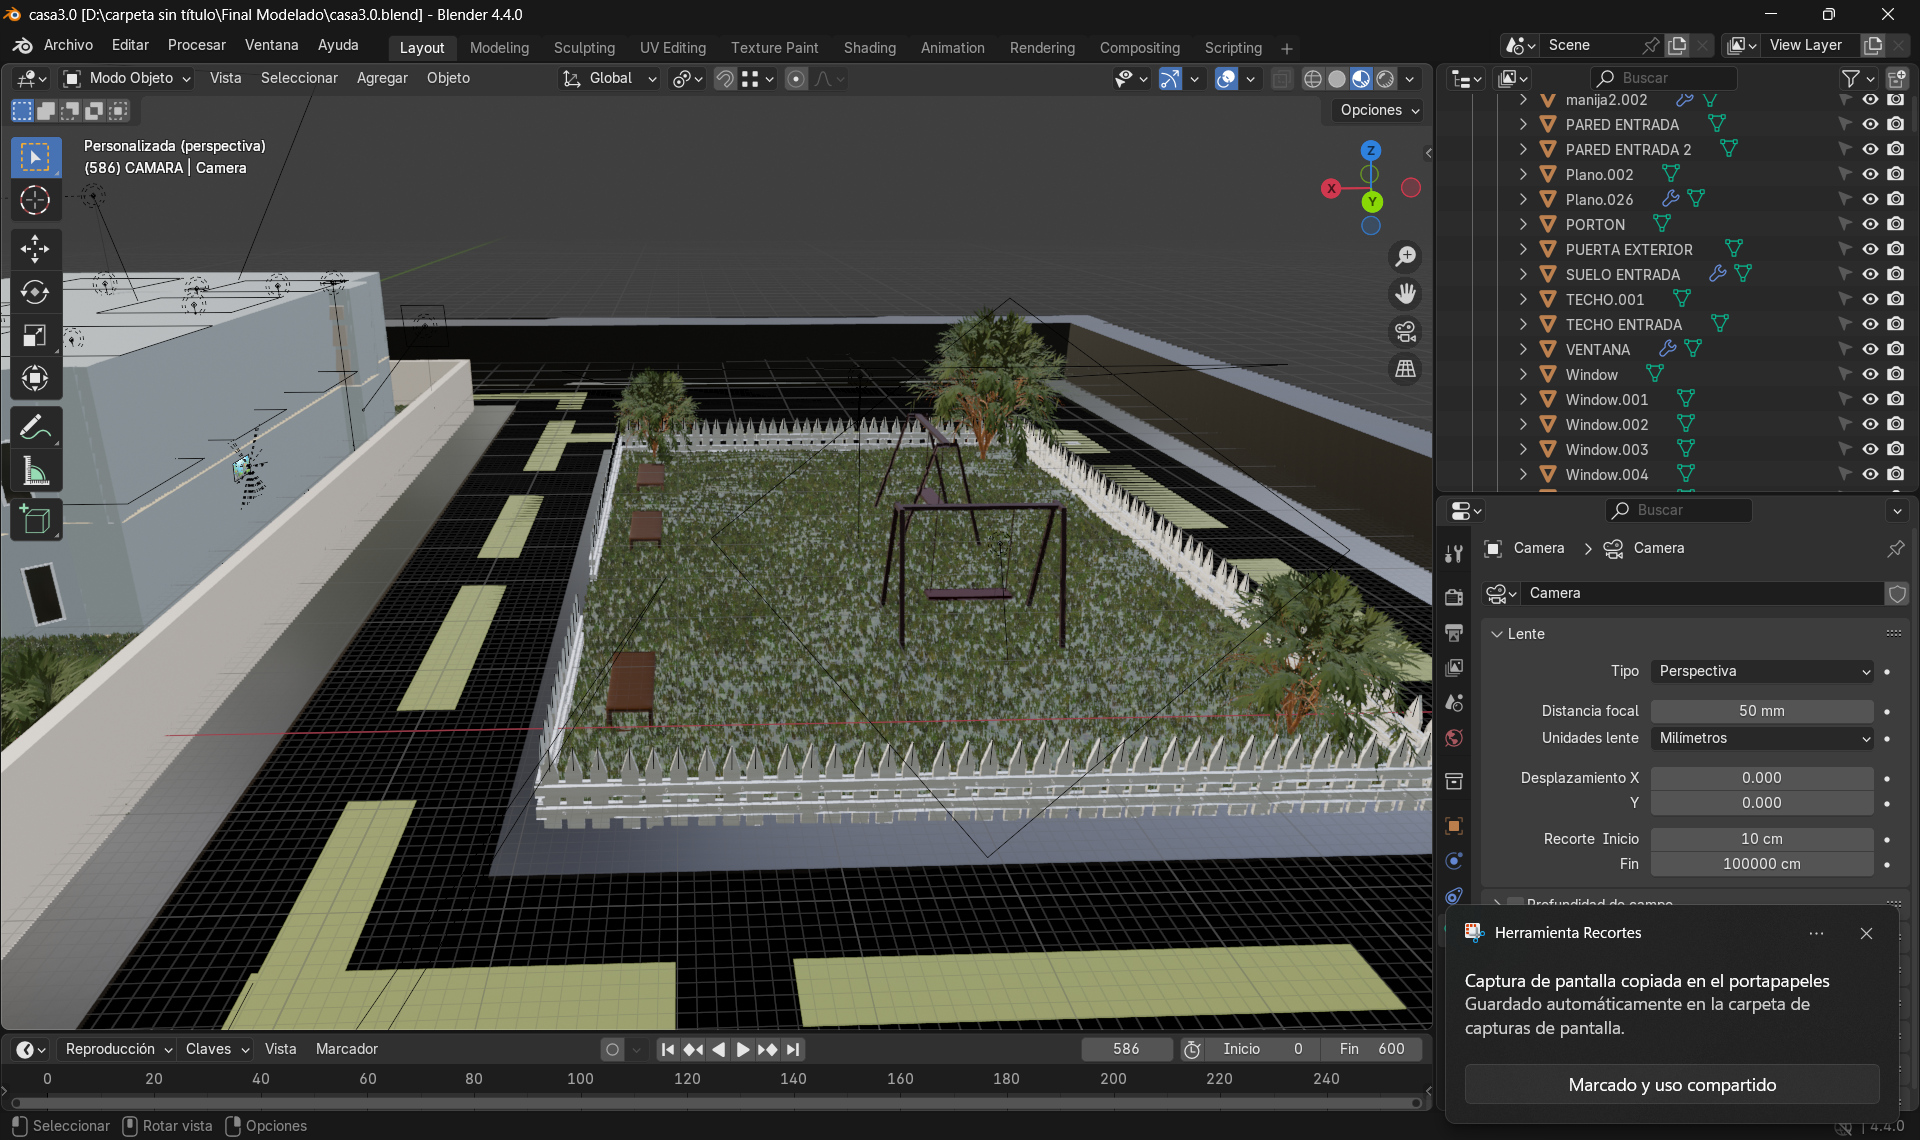 casa3.0 [D:\carpeta sin título\Final Modelado\casa3.0.blend] - Blender 4.4.0
Archivo Editar Procesar Ventana Ayuda
Layout Modeling Sculpting UV Editing Texture Paint Shading Animation Rendering Compositing Scripting +
Scene
View Layer
Modo Objeto Vista Seleccionar Agregar Objeto
Global
Opciones
Buscar
Personalizada (perspectiva)
(586) CAMARA | Camera
Z
X
Y
manija2.002
PARED ENTRADA
PARED ENTRADA 2
Plano.002
Plano.026
PORTON
PUERTA EXTERIOR
SUELO ENTRADA
TECHO.001
TECHO ENTRADA
VENTANA
Window
Window.001
Window.002
Window.003
Window.004
Buscar
Camera > Camera
Camera
Lente
Tipo Perspectiva
Distancia focal 50 mm
Unidades lente Milímetros
Desplazamiento X 0.000
Y 0.000
Recorte Inicio 10 cm
Fin 100000 cm
Profundidad de campo
Herramienta Recortes
Captura de pantalla copiada en el portapapeles
Guardado automáticamente en la carpeta de
capturas de pantalla.
Marcado y uso compartido
Reproducción Claves Vista Marcador
586
Inicio 0
Fin 600
0 20 40 60 80 100 120 140 160 180 200 220 240
Seleccionar Rotar vista Opciones
4.4.0